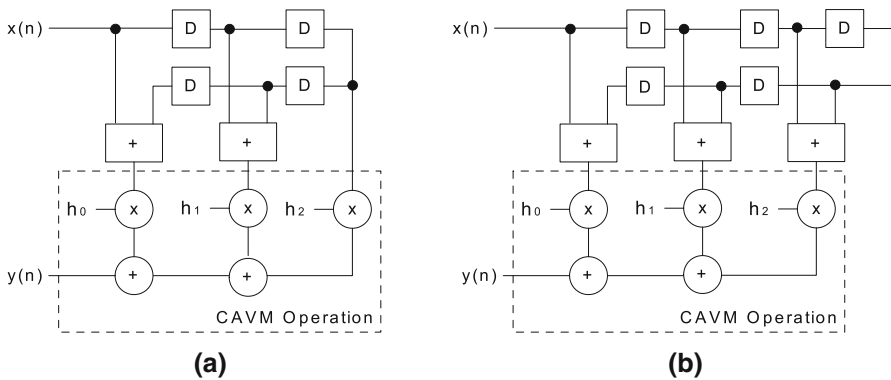 x(n) D D
D D
+ +
h0 x h1 x h2 x
y(n) + +
CAVM Operation
(a)
x(n) D D D
D D
+ + +
h0 x h1 x h2 x
y(n) + +
CAVM Operation
(b)